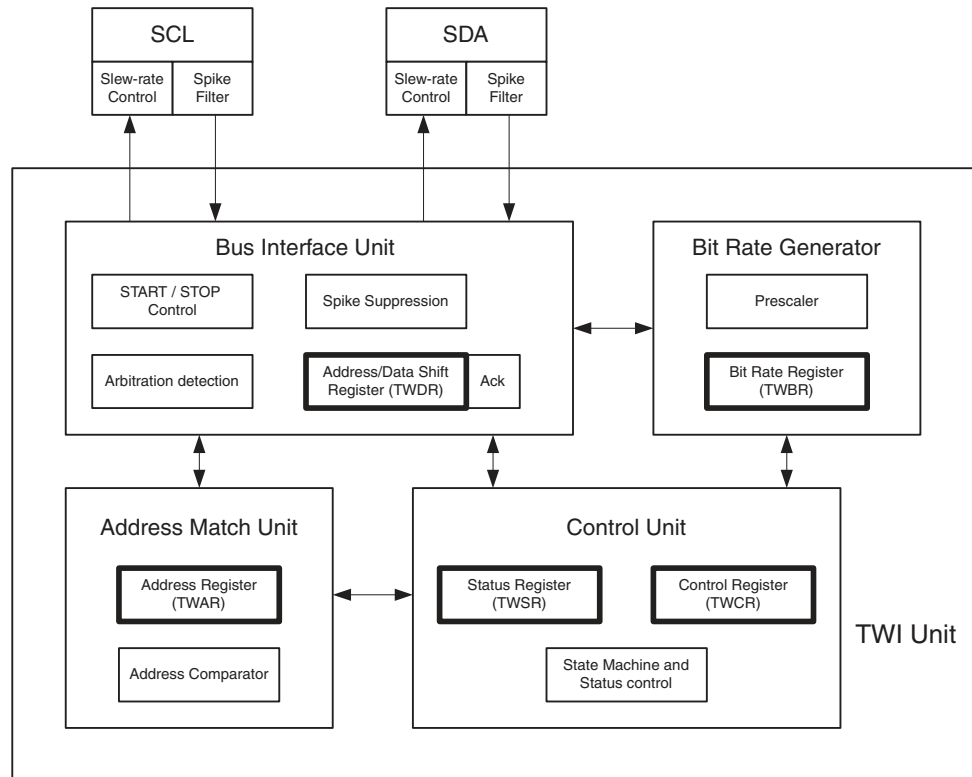 SCL
Slew-rate
Control
Spike
Filter
SDA
Slew-rate
Control
Spike
Filter
Bus Interface Unit
START / STOP
Control
Spike Suppression
Arbitration detection
Address/Data Shift
Register (TWDR)
Ack
Bit Rate Generator
Prescaler
Bit Rate Register
(TWBR)
Address Match Unit
Address Register
(TWAR)
Address Comparator
Control Unit
Status Register
(TWSR)
Control Register
(TWCR)
State Machine and
Status control
TWI Unit